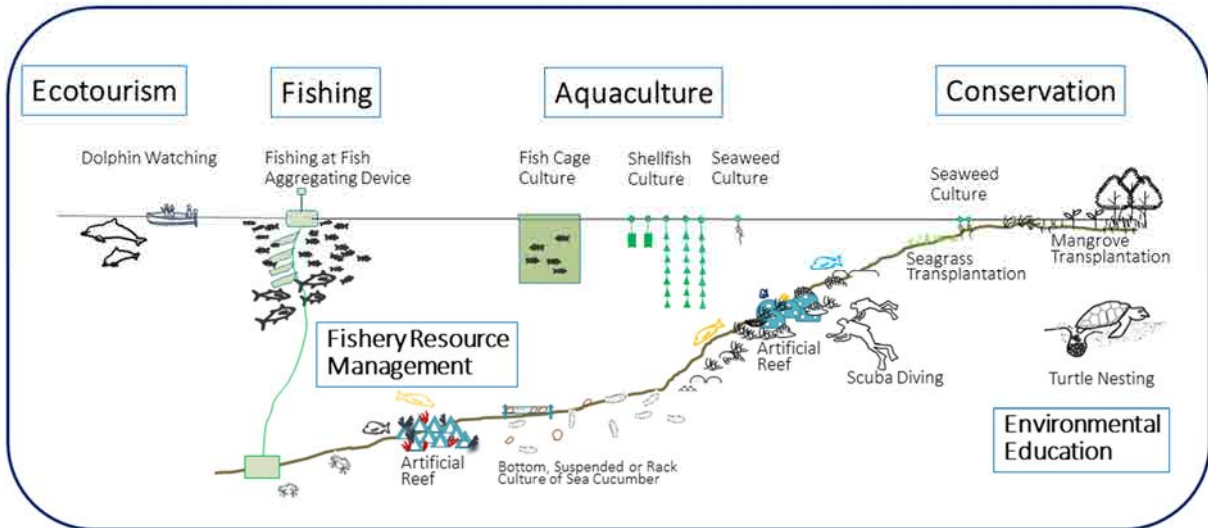 Ecotourism
Fishing
Aquaculture
Conservation
Dolphin Watching
Fishing at Fish
Aggregating Device
Fish Cage
Culture
Shellfish
Culture
Seaweed
Culture
Seaweed
Culture
Seagrass
Transplantation
Mangrove
Transplantation
Fishery Resource
Management
Artificial
Reef
Scuba Diving
Turtle Nesting
Artificial
Reef
Bottom, Suspended or Rack
Culture of Sea Cucumber
Environmental
Education